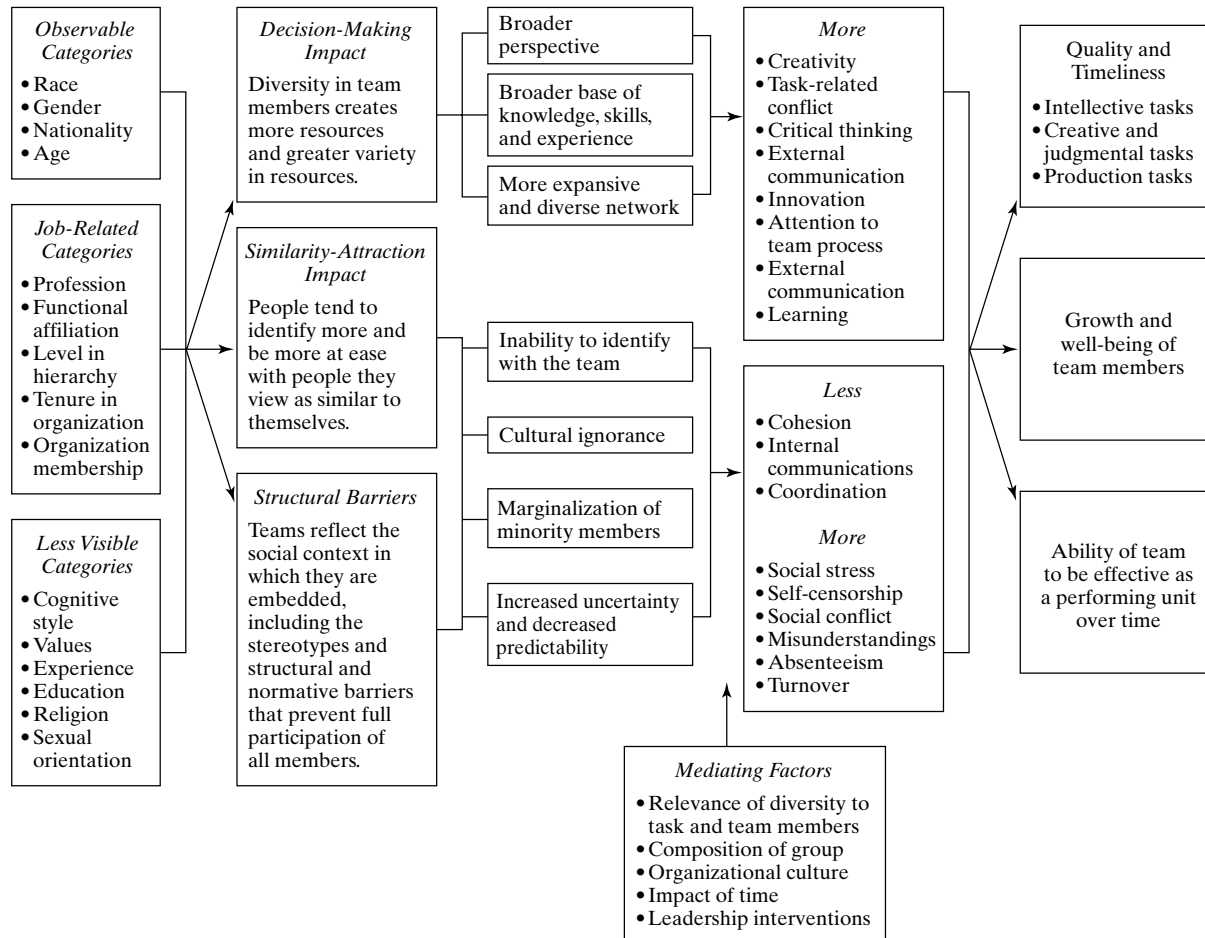 Observable
Categories
• Race
• Gender
• Nationality
• Age
Job-Related
Categories
• Profession
• Functional
affiliation
• Level in
hierarchy
• Tenure in
organization
• Organization
membership
Less Visible
Categories
• Cognitive
style
• Values
• Experience
• Education
• Religion
• Sexual
orientation
Decision-Making
Impact
Diversity in team
members creates
more resources
and greater variety
in resources.
Similarity-Attraction
Impact
People tend to
identify more and
be more at ease
with people they
view as similar to
themselves.
Structural Barriers
Teams reflect the
social context in
which they are
embedded,
including the
stereotypes and
structural and
normative barriers
that prevent full
participation of
all members.
Broader
perspective
Broader base of
knowledge, skills,
and experience
More expansive
and diverse network
Inability to identify
with the team
Cultural ignorance
Marginalization of
minority members
Increased uncertainty
and decreased
predictability
More
• Creativity
• Task-related
conflict
• Critical thinking
• External
communication
• Innovation
• Attention to
team process
• External
communication
• Learning
Less
• Cohesion
• Internal
communications
• Coordination
More
• Social stress
• Self-censorship
• Social conflict
• Misunderstandings
• Absenteeism
• Turnover
Mediating Factors
• Relevance of diversity to
task and team members
• Composition of group
• Organizational culture
• Impact of time
• Leadership interventions
Quality and
Timeliness
• Intellective tasks
• Creative and
judgmental tasks
• Production tasks
Growth and
well-being of
team members
Ability of team
to be effective as
a performing unit
over time